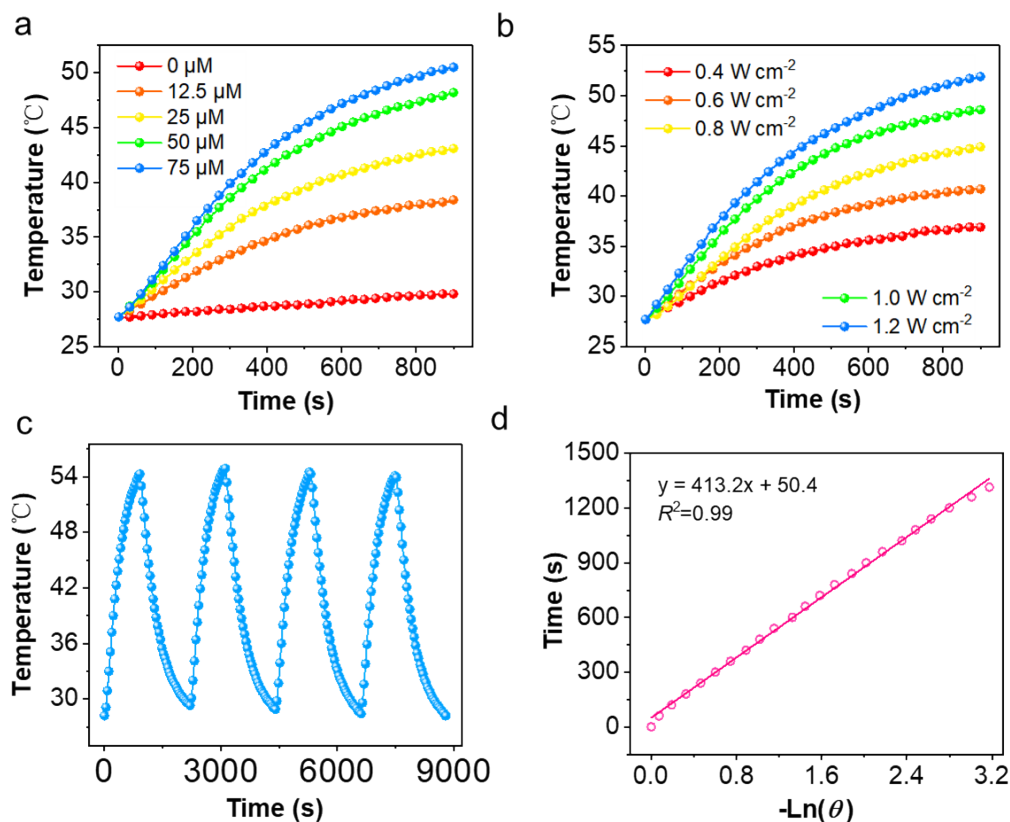 a
Temperature (℃)
50
45
40
35
30
25
0 μM
12.5 μM
25 μM
50 μM
75 μM
0 200 400 600 800
Time (s)
b
Temperature (℃)
55
50
45
40
35
30
25
0.4 W cm-2
0.6 W cm-2
0.8 W cm-2
1.0 W cm-2
1.2 W cm-2
0 200 400 600 800
Time (s)
c
Temperature (℃)
54
48
42
36
30
0 3000 6000 9000
Time (s)
d
Time (s)
1500
1200
900
600
300
0
y = 413.2x + 50.4
R2=0.99
0.0 0.8 1.6 2.4 3.2
-Ln(θ)